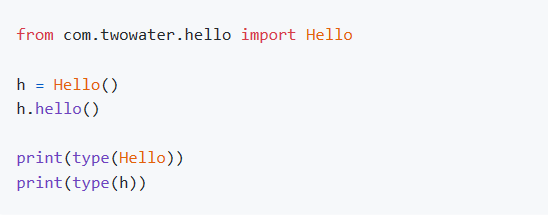 from com.twowater.hello import Hello
h = Hello()
h.hello()
print(type(Hello))
print(type(h))